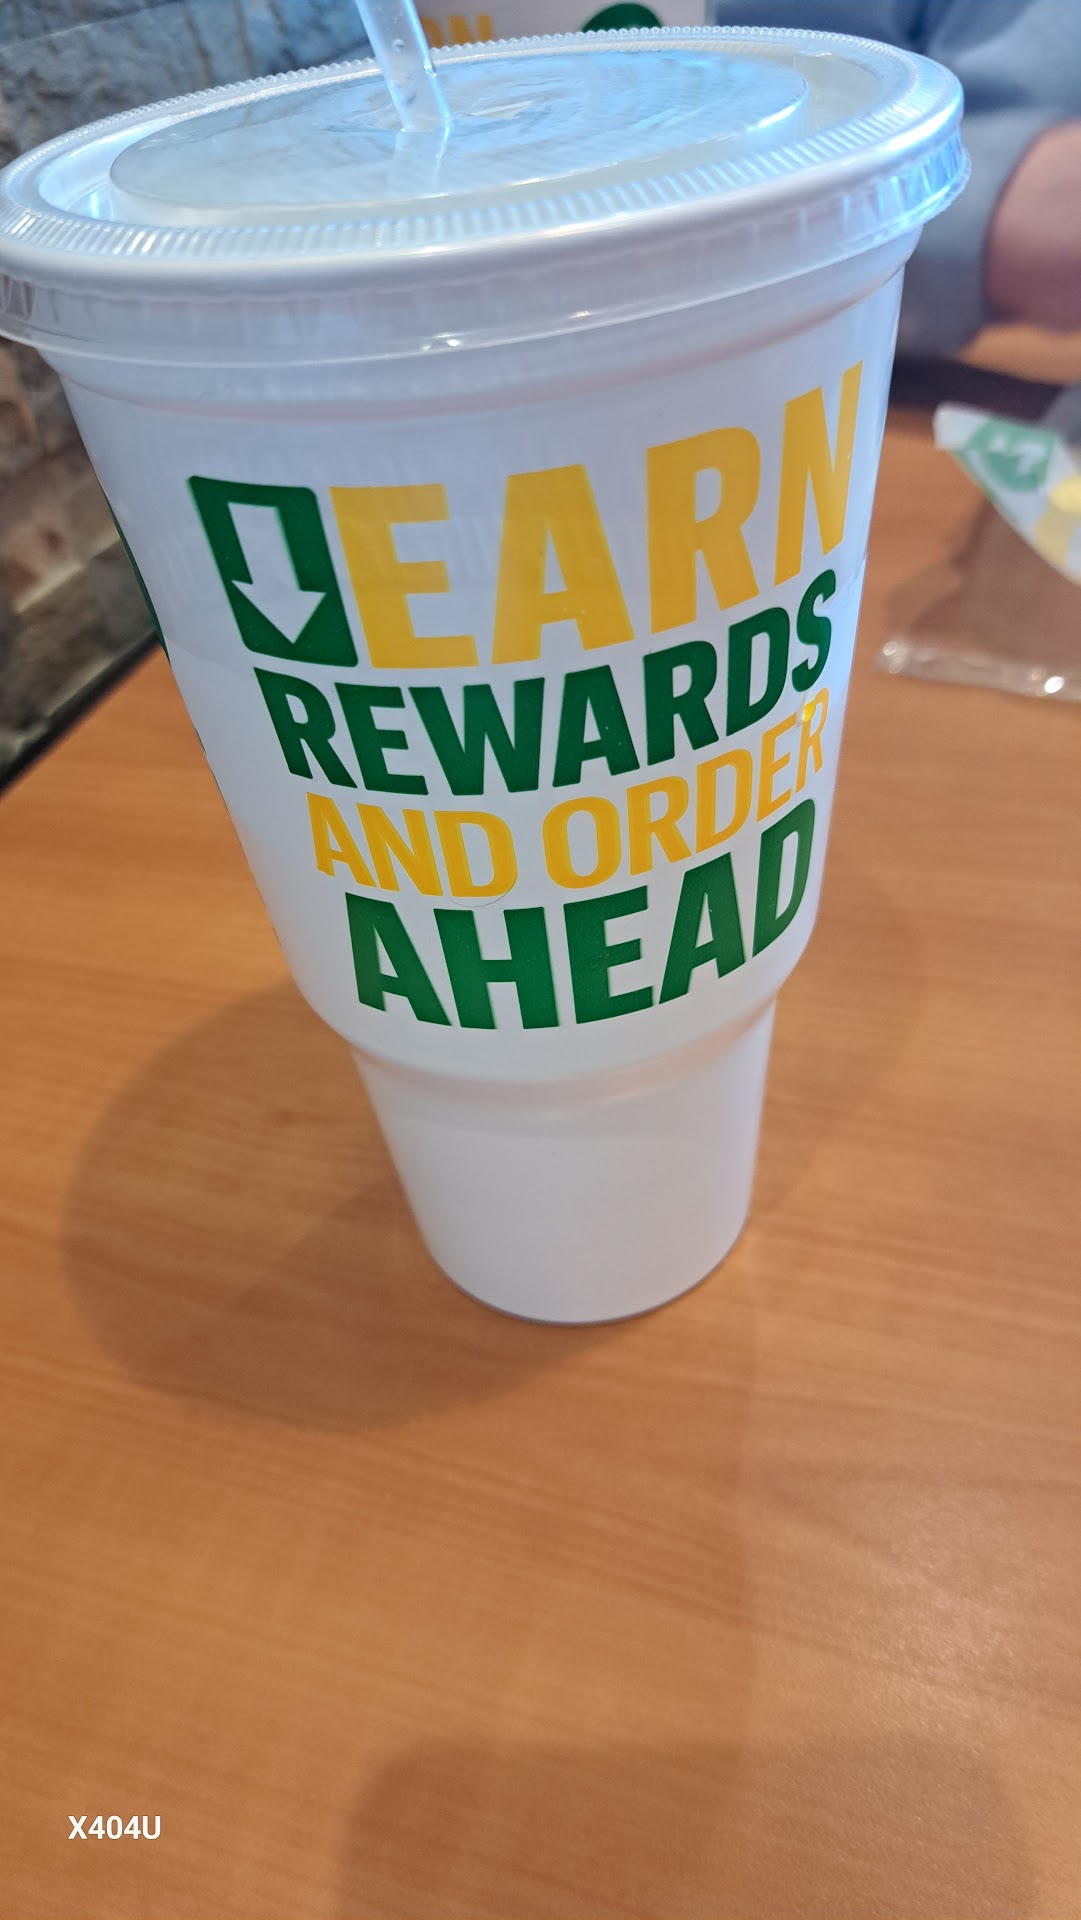 EARN
REWARDS
AND ORDER
AHEAD
X404U